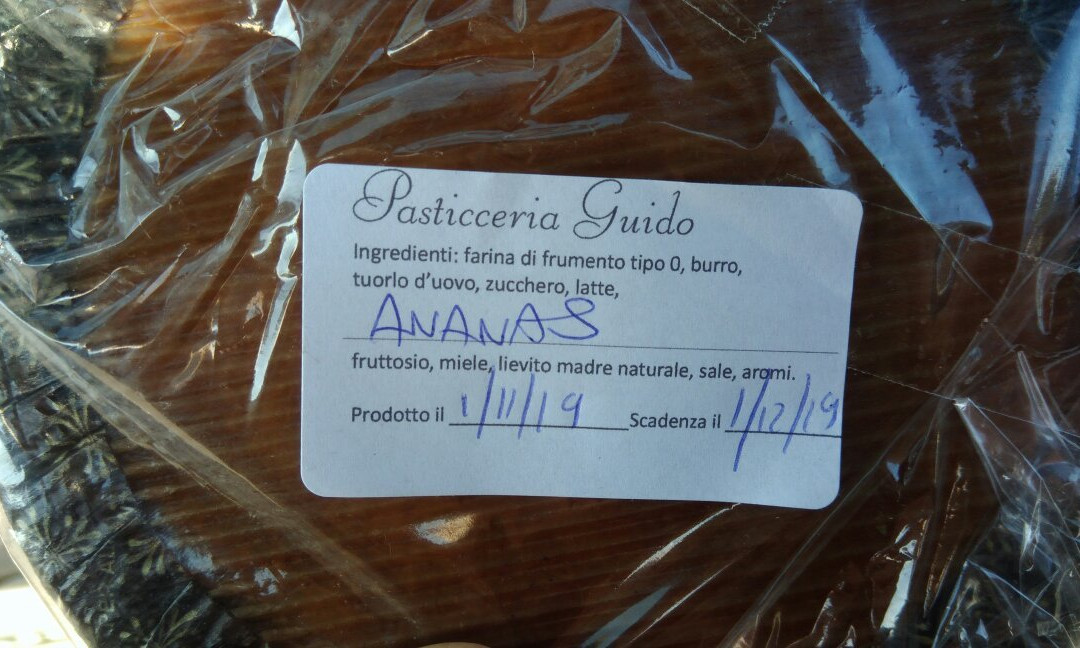 Pasticceria Guido
Ingredienti: farina di frumento tipo 0, burro,
tuorlo d'uovo, zucchero, latte,
ANANAS
fruttosio, miele, lievito madre naturale, sale, aromi.
Prodotto il 1/11/19 Scadenza il 1/12/19